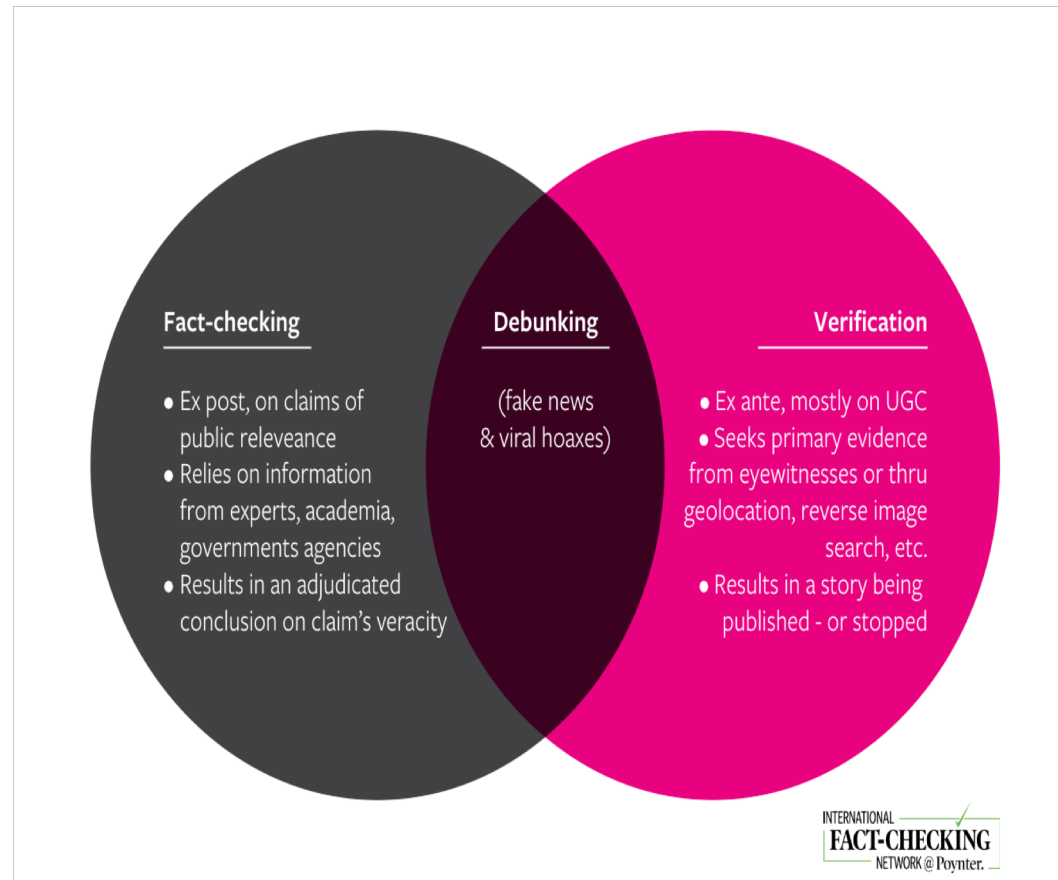 Fact-checking
● Ex post, on claims of
public releveance
● Relies on information
from experts, academia,
governments agencies
● Results in an adjudicated
conclusion on claim’s veracity
Debunking
(fake news
& viral hoaxes)
Verification
● Ex ante, mostly on UGC
● Seeks primary evidence
from eyewitnesses or thru
geolocation, reverse image
search, etc.
● Results in a story being
published - or stopped
INTERNATIONAL
FACT-CHECKING
NETWORK @ Poynter.